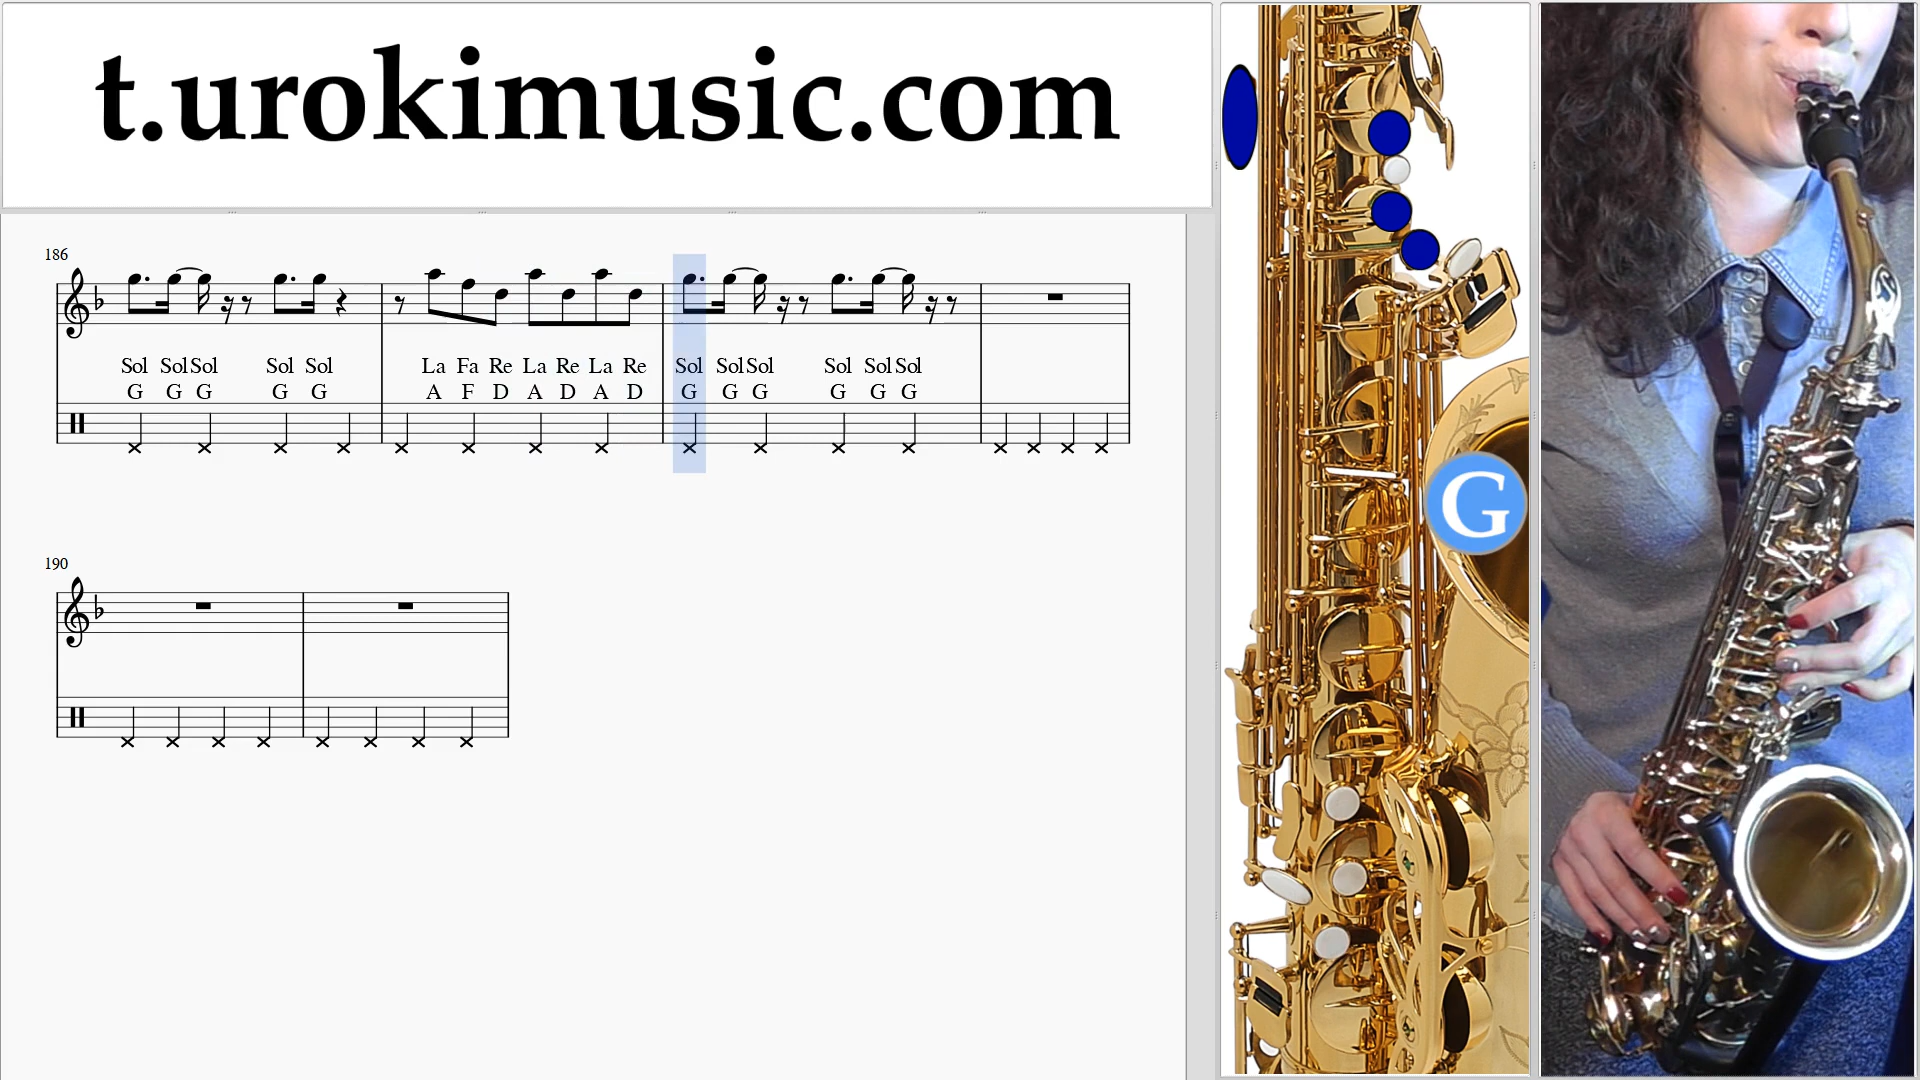 t.urokimusic.com
186
Sol Sol Sol Sol Sol La Fa Re La Re La Re Sol Sol Sol Sol Sol Sol
G G G G G A F D A D A D G G G G G G
G
190